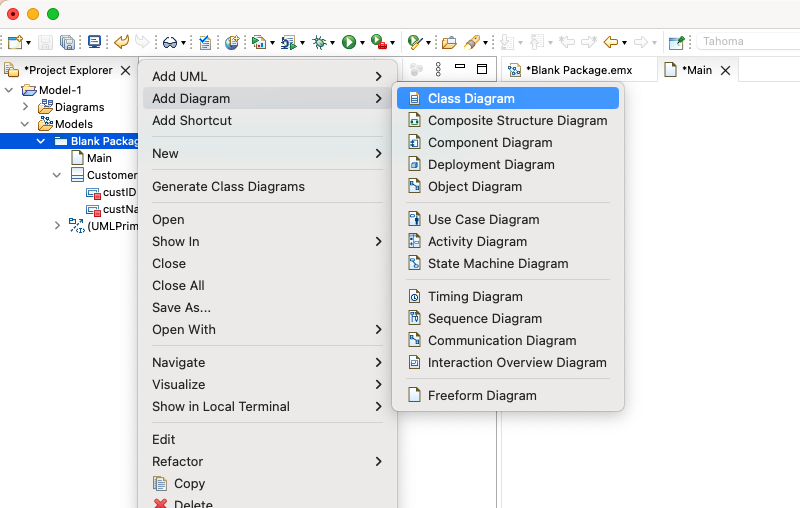 Tahoma
*Project Explorer
*Blank Package.emx
*Main
Model-1
Diagrams
Models
Blank Packag
Main
Customer
custID
custNa
(UMLPrim
Add UML
Add Diagram
Add Shortcut
New
Generate Class Diagrams
Open
Show In
Close
Close All
Save As...
Open With
Navigate
Visualize
Show in Local Terminal
Edit
Refactor
Copy
Delete
Class Diagram
Composite Structure Diagram
Component Diagram
Deployment Diagram
Object Diagram
Use Case Diagram
Activity Diagram
State Machine Diagram
Timing Diagram
Sequence Diagram
Communication Diagram
Interaction Overview Diagram
Freeform Diagram